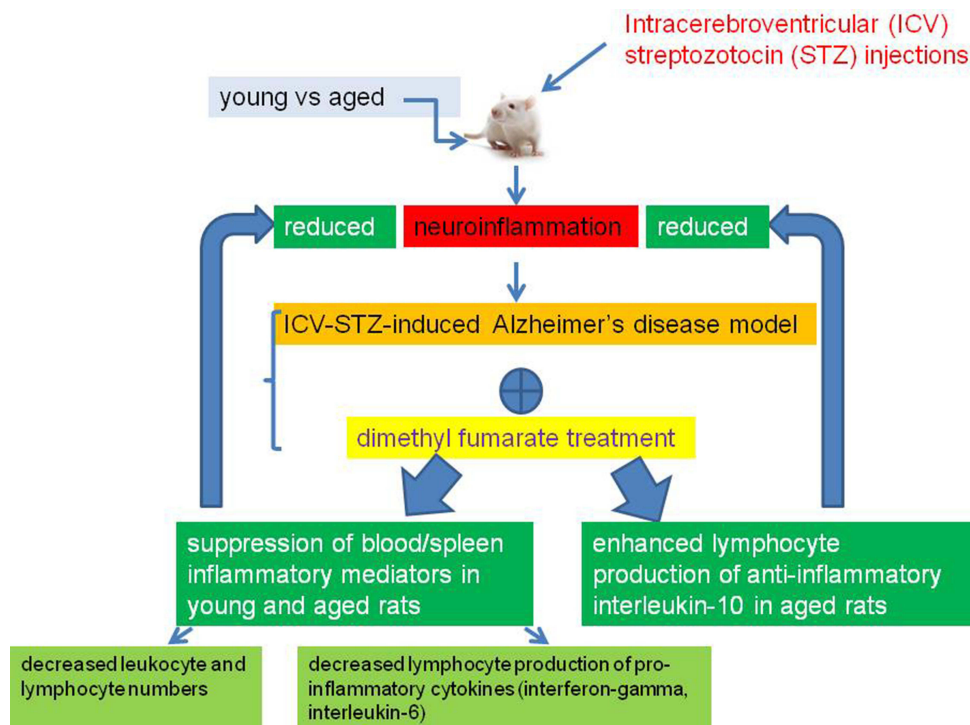 Intracerebroventricular (ICV)
streptozotocin (STZ) injections
young vs aged
reduced
neuroinflammation
reduced
ICV-STZ-induced Alzheimer's disease model
dimethyl fumarate treatment
suppression of blood/spleen
inflammatory mediators in
young and aged rats
enhanced lymphocyte
production of anti-inflammatory
interleukin-10 in aged rats
decreased leukocyte and
lymphocyte numbers
decreased lymphocyte production of pro-
inflammatory cytokines (interferon-gamma,
interleukin-6)